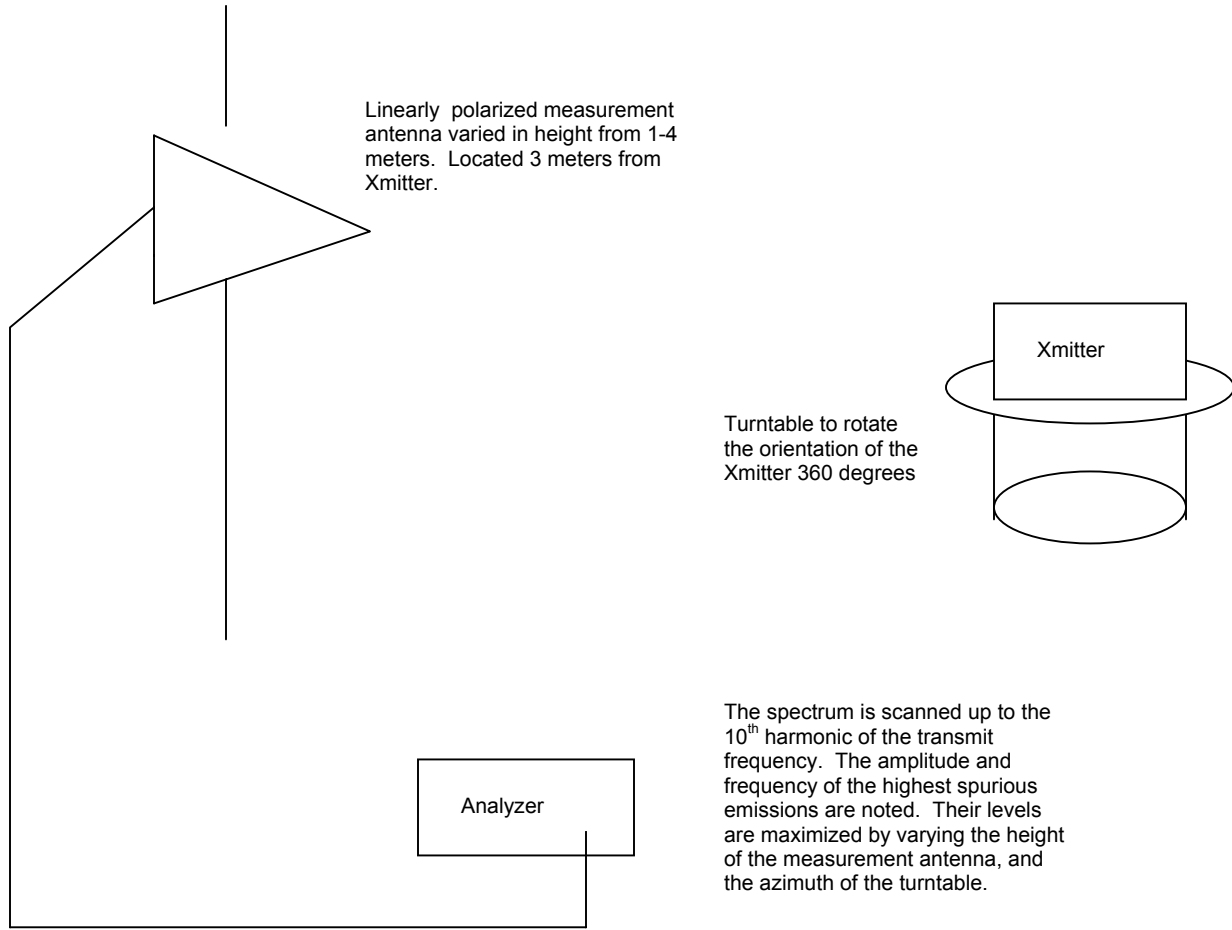 Linearly  polarized measurement
antenna varied in height from 1-4
meters.  Located 3 meters from
Xmitter.
Xmitter
Turntable to rotate
the orientation of the
Xmitter 360 degrees
The spectrum is scanned up to the
10th harmonic of the transmit
frequency.  The amplitude and
frequency of the highest spurious
emissions are noted.  Their levels
are maximized by varying the height
of the measurement antenna, and
the azimuth of the turntable.
Analyzer